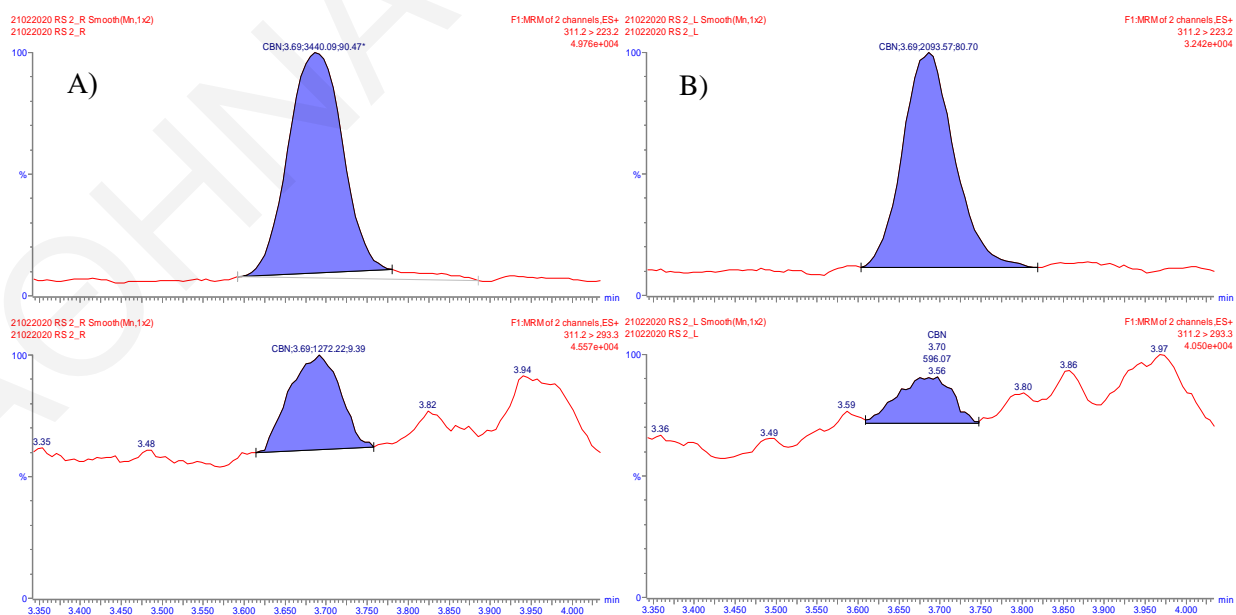 21022020 RS 2_R Smooth(Mn,1x2)
21022020 RS 2_R
F1:MRM of 2 channels,ES+
311.2 > 223.2
4.976e+004
CBN;3.69;3440.09;90.47*
A)
100
%
0
min
21022020 RS 2_L Smooth(Mn,1x2)
21022020 RS 2_L
F1:MRM of 2 channels,ES+
311.2 > 223.2
3.242e+004
CBN;3.69;2093.57;80.70
B)
100
%
0
min
21022020 RS 2_R Smooth(Mn,1x2)
21022020 RS 2_R
F1:MRM of 2 channels,ES+
311.2 > 293.3
4.557e+004
CBN;3.69;1272.22;9.39
3.35
3.48
3.82
3.94
100
%
0
3.350 3.400 3.450 3.500 3.550 3.600 3.650 3.700 3.750 3.800 3.850 3.900 3.950 4.000
min
21022020 RS 2_L Smooth(Mn,1x2)
21022020 RS 2_L
F1:MRM of 2 channels,ES+
311.2 > 293.3
4.050e+004
CBN
3.70
596.07
3.56
3.36
3.49
3.59
3.80
3.86
3.97
100
%
0
3.350 3.400 3.450 3.500 3.550 3.600 3.650 3.700 3.750 3.800 3.850 3.900 3.950 4.000
min